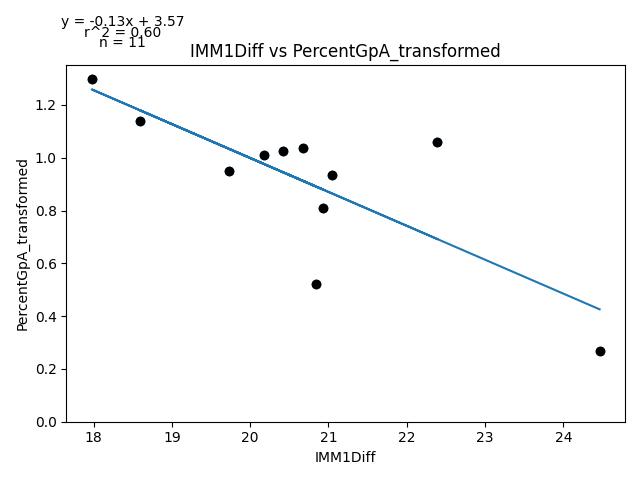 y = -0.13x + 3.57
r^2 = 0.60
n = 11
IMM1Diff vs PercentGpA_transformed
PercentGpA_transformed
1.2
1.0
0.8
0.6
0.4
0.2
0.0
18 19 20 21 22 23 24
IMM1Diff